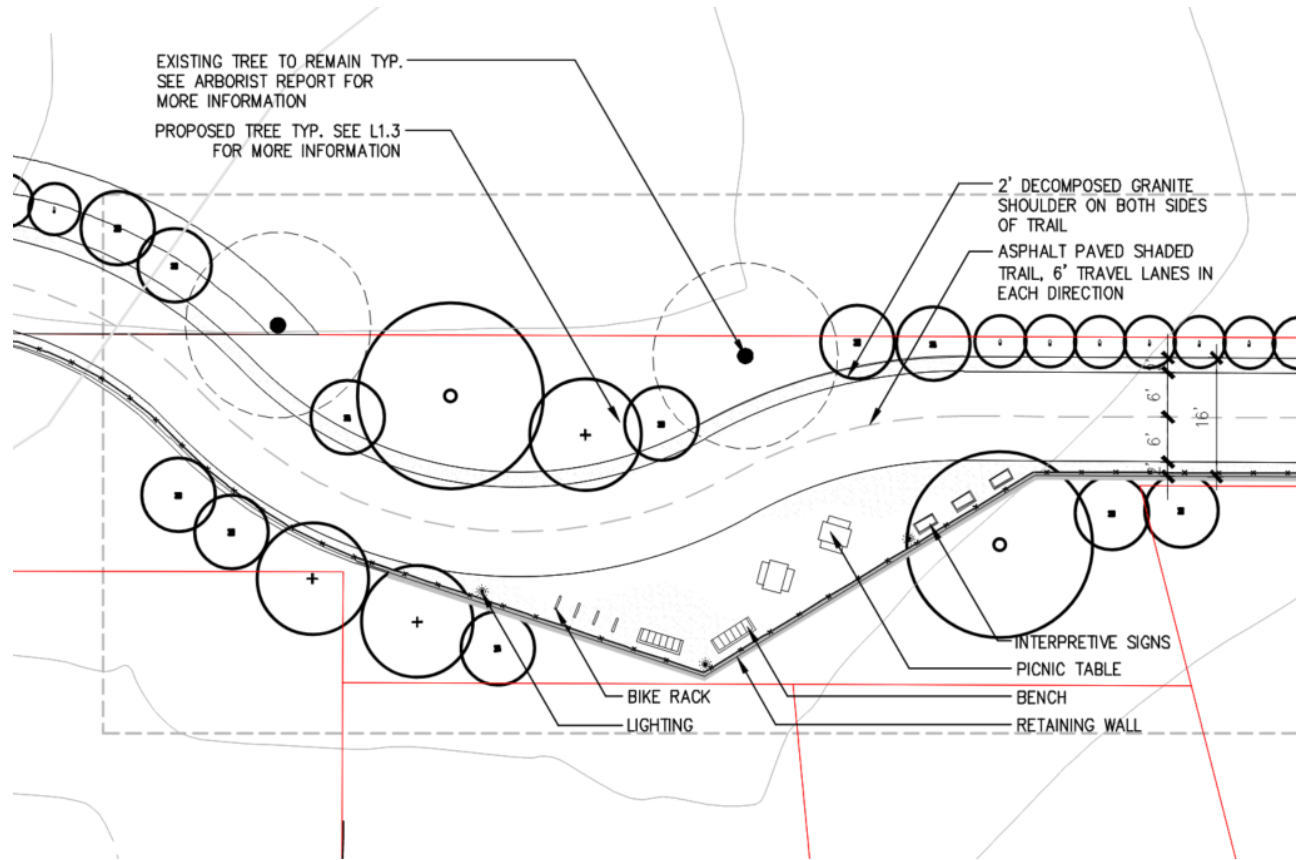 EXISTING TREE TO REMAIN TYP.
SEE ARBORIST REPORT FOR
MORE INFORMATION
PROPOSED TREE TYP. SEE L1.3
FOR MORE INFORMATION
2' DECOMPOSED GRANITE
SHOULDER ON BOTH SIDES
OF TRAIL
ASPHALT PAVED SHADED
TRAIL, 6' TRAVEL LANES IN
EACH DIRECTION
6'
16'
6'
2'
INTERPRETIVE SIGNS
PICNIC TABLE
BIKE RACK
BENCH
LIGHTING
RETAINING WALL